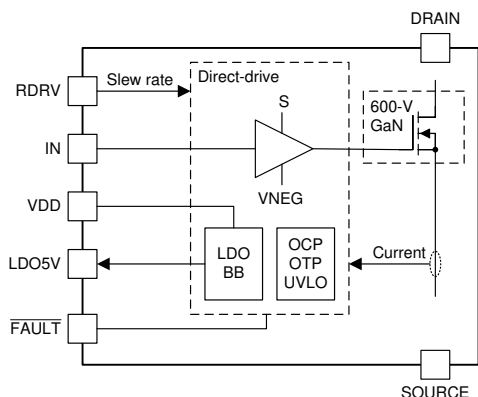 DRAIN
RDRV
Slew rate
Direct-drive
600-V
GaN
S
IN
VNEG
VDD
LDO
BB
OCP
OTP
UVLO
Current
LDO5V
FAULT
SOURCE